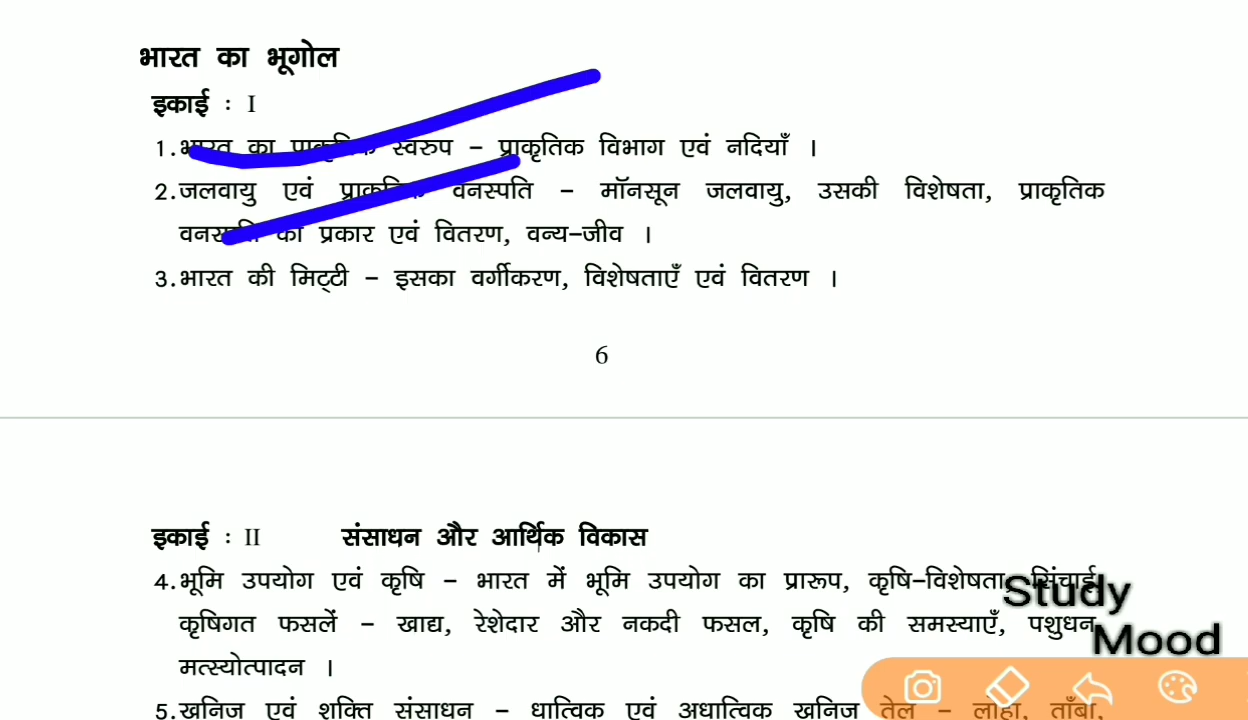 भारत का भूगोल
इकाई : I
1. भारत का प्राकृतिक स्वरुप – प्राकृतिक विभाग एवं नदियाँ ।
2. जलवायु एवं प्राकृतिक वनस्पति – मॉनसून जलवायु, उसकी विशेषता, प्राकृतिक
वनस्पति का प्रकार एवं वितरण, वन्य–जीव ।
3. भारत की मिट्टी – इसका वर्गीकरण, विशेषताएँ एवं वितरण ।
6
इकाई : II संसाधन और आर्थिक विकास
4. भूमि उपयोग एवं कृषि – भारत में भूमि उपयोग का प्रारूप, कृषि–विशेषता, सिंचाई,
कृषिगत फसलें – खाद्य, रेशेदार और नकदी फसल, कृषि की समस्याएँ, पशुधन,
मत्स्योत्पादन ।
5. खनिज एवं शक्ति संसाधन – धात्विक एवं अधात्विक खनिज तेल – लोहा, ताँबा,
Study
Mood